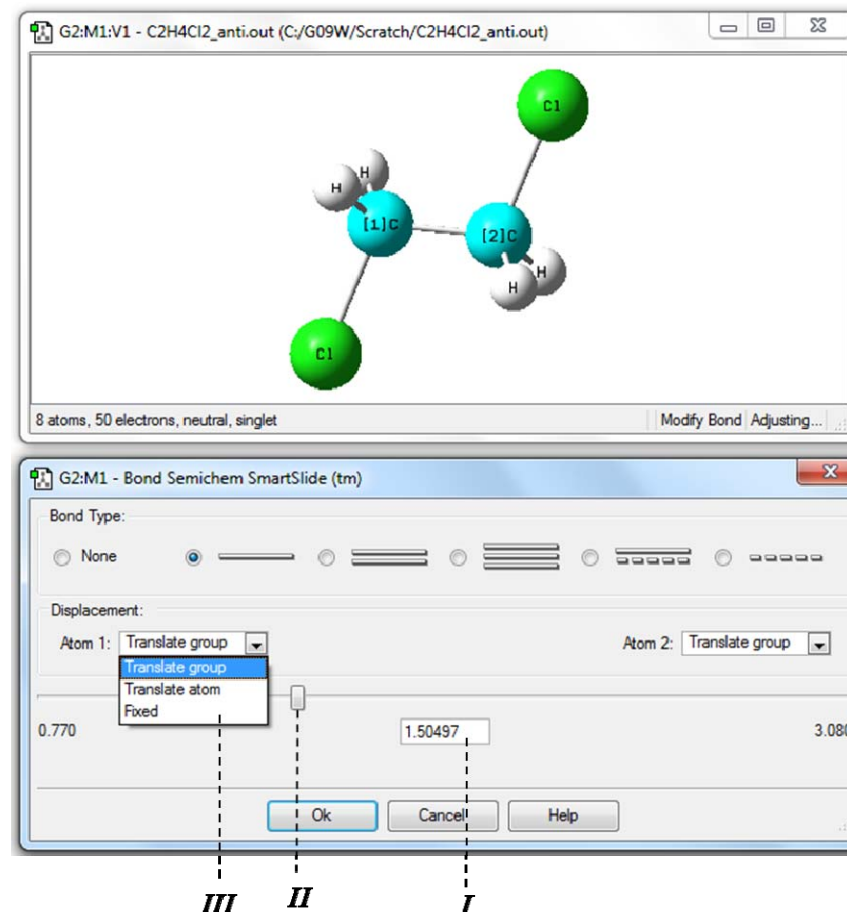 G2:M1:V1 - C2H4Cl2_anti.out (C:/G09W/Scratch/C2H4Cl2_anti.out)
Cl
H
H
[1]C
[2]C
H
H
Cl
8 atoms, 50 electrons, neutral, singlet Modify Bond Adjusting...
G2:M1 - Bond Semichem SmartSlide (tm)
Bond Type:
None
Displacement:
Atom 1: Translate group Atom 2: Translate group
Translate group
Translate atom
Fixed
0.770 1.50497 3.080
Ok Cancel Help
III II I